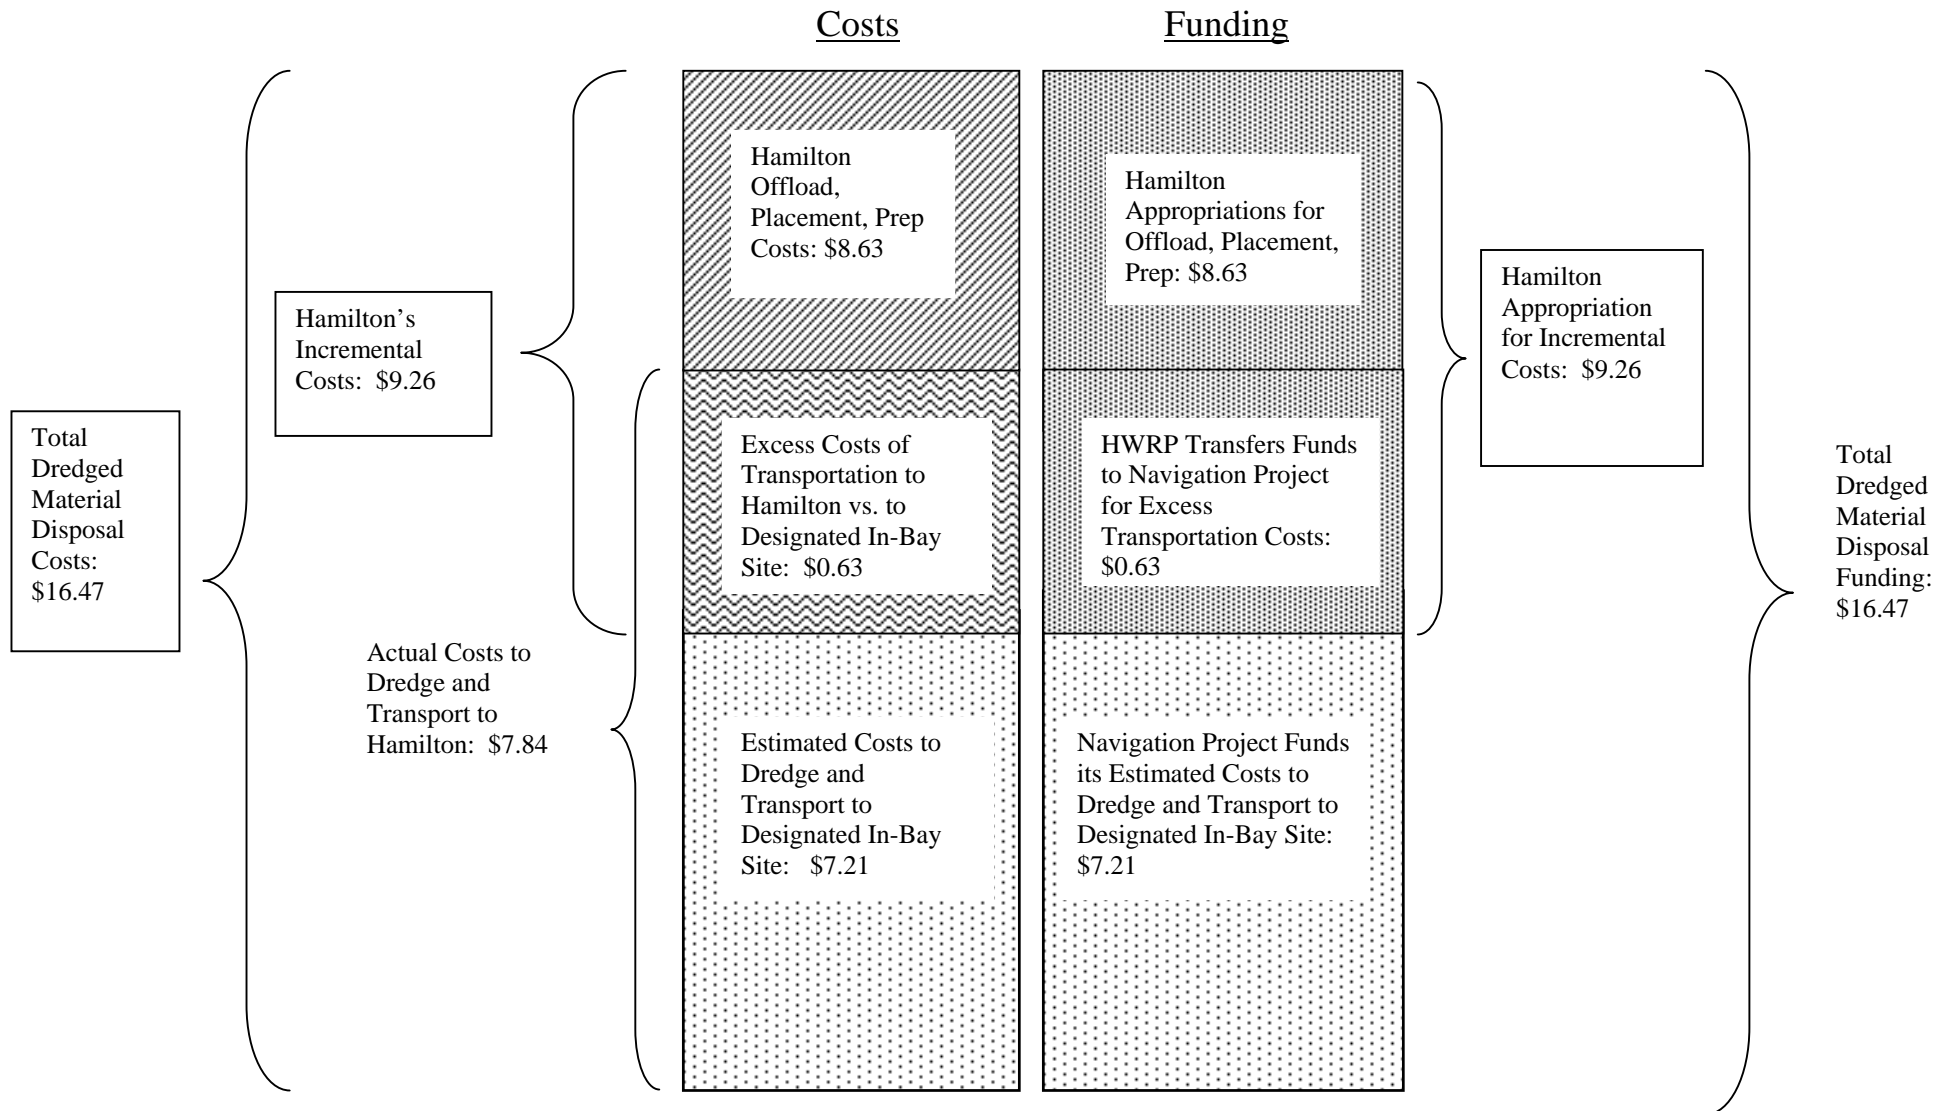 Costs
Funding
Total
Dredged
Material
Disposal
Costs:
$16.47
Hamilton’s
Incremental
Costs:  $9.26
Actual Costs to
Dredge and
Transport to
Hamilton:  $7.84
Hamilton
Offload,
Placement, Prep
Costs: $8.63
Excess Costs of
Transportation to
Hamilton vs. to
Designated In-Bay
Site:  $0.63
Estimated Costs to
Dredge and
Transport to
Designated In-Bay
Site:   $7.21
Hamilton
Appropriations for
Offload, Placement,
Prep: $8.63
HWRP Transfers Funds
to Navigation Project
for Excess
Transportation Costs:
$0.63
Navigation Project Funds
its Estimated Costs to
Dredge and Transport to
Designated In-Bay Site:
$7.21
Hamilton
Appropriation
for Incremental
Costs:  $9.26
Total
Dredged
Material
Disposal
Funding:
$16.47